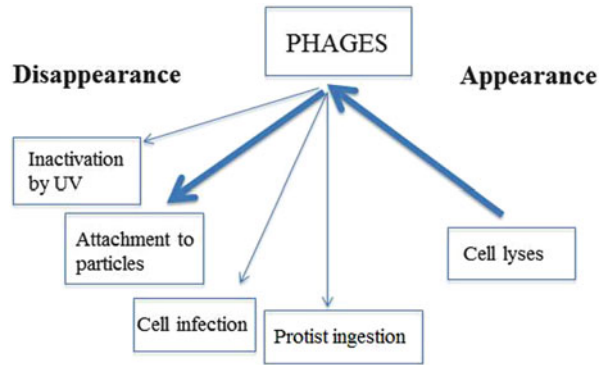 PHAGES
Disappearance
Appearance
Inactivation
by UV
Attachment to
particles
Cell lyses
Cell infection
Protist ingestion